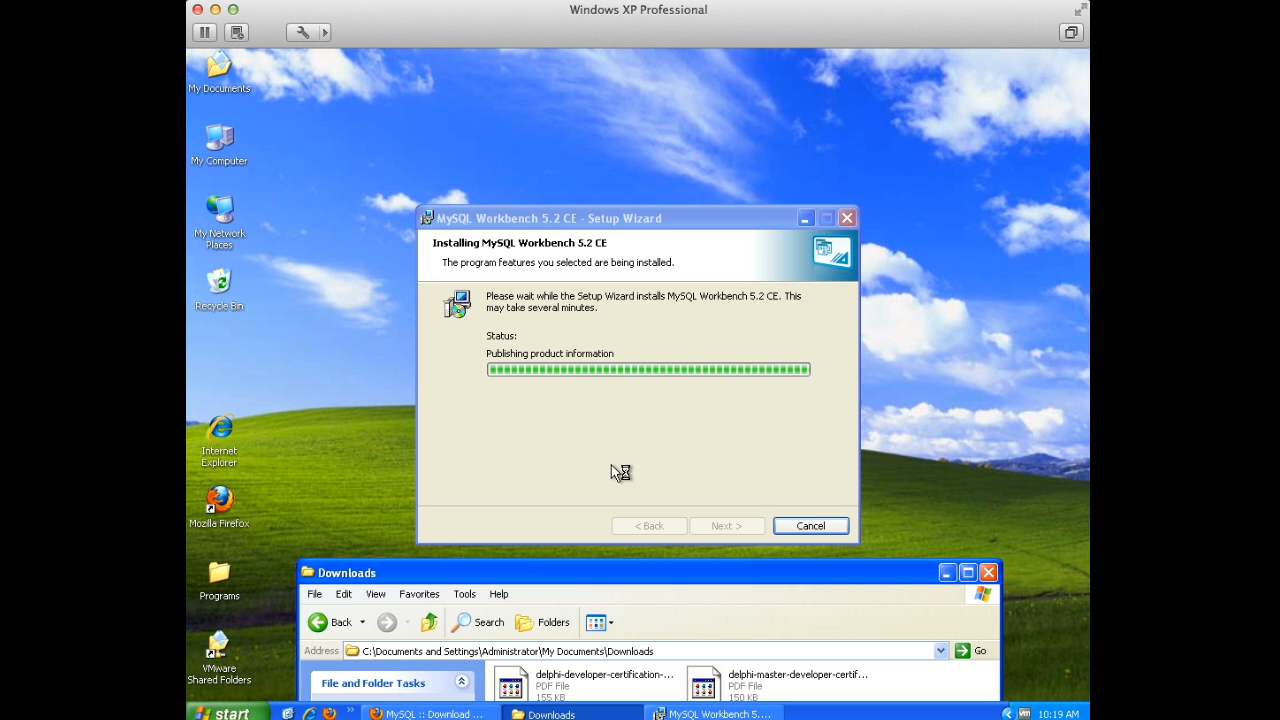 Windows XP Professional
My Documents
My Computer
My Network
Places
Recycle Bin
Internet
Explorer
Mozilla Firefox
Programs
VMware
Shared Folders
MySQL Workbench 5.2 CE - Setup Wizard
Installing MySQL Workbench 5.2 CE
The program features you selected are being installed.
Please wait while the Setup Wizard installs MySQL Workbench 5.2 CE. This
may take several minutes.
Status:
Publishing product information
< Back
Next >
Cancel
Downloads
File Edit View Favorites Tools Help
Back Search Folders
Address C:\Documents and Settings\Administrator\My Documents\Downloads Go
File and Folder Tasks
delphi-developer-certification-...
PDF File
155 KB
delphi-master-developer-certif...
PDF File
150 KB
start MySQL :: Download ... Downloads MySQL Workbench 5.... vm 10:19 AM